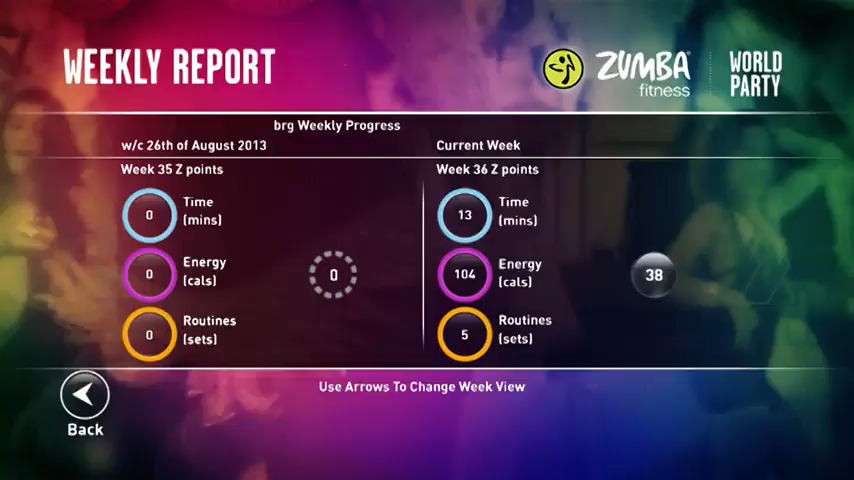 WEEKLY REPORT
ZUMBA®
fitness
WORLD
PARTY
brg Weekly Progress
w/c 26th of August 2013
Current Week
Week 35 Z points
Week 36 Z points
0
Time
(mins)
13
Time
(mins)
0
Energy
(cals)
0
104
Energy
(cals)
38
0
Routines
(sets)
5
Routines
(sets)
Use Arrows To Change Week View
Back